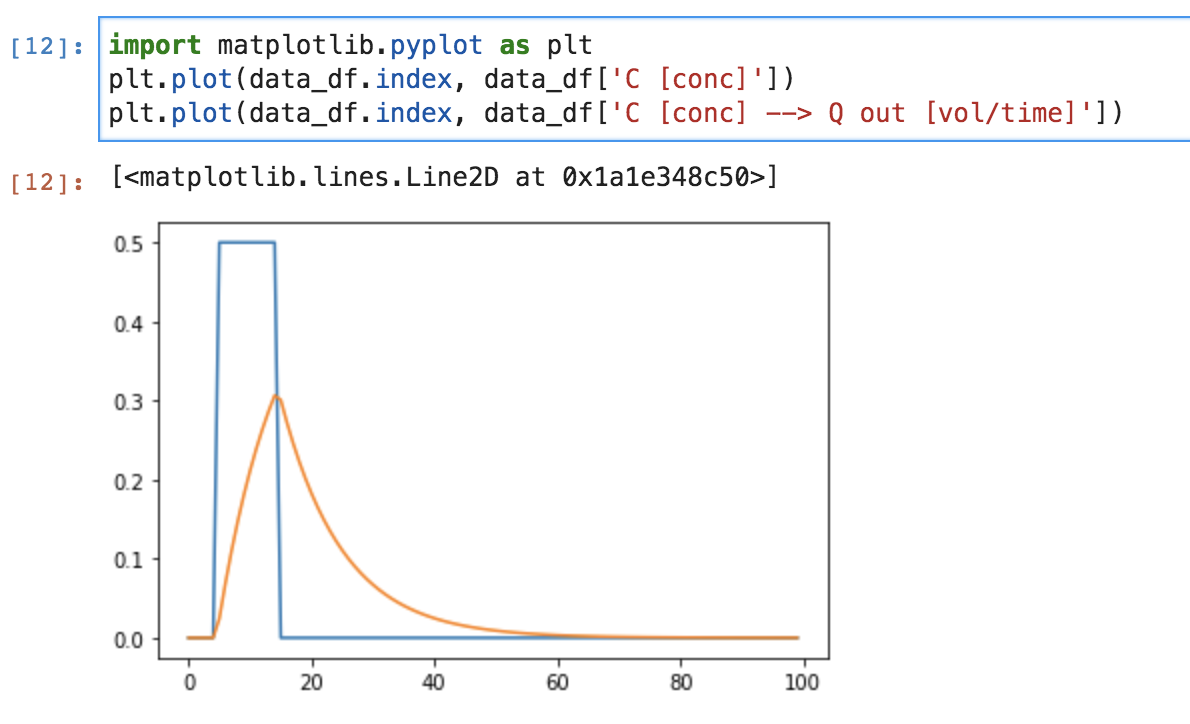 [12]: import matplotlib.pyplot as plt
plt.plot(data_df.index, data_df['C [conc]'])
plt.plot(data_df.index, data_df['C [conc] --> Q out [vol/time]'])
[12]: [<matplotlib.lines.Line2D at 0x1a1e348c50>]
0.5
0.4
0.3
0.2
0.1
0.0
0 20 40 60 80 100